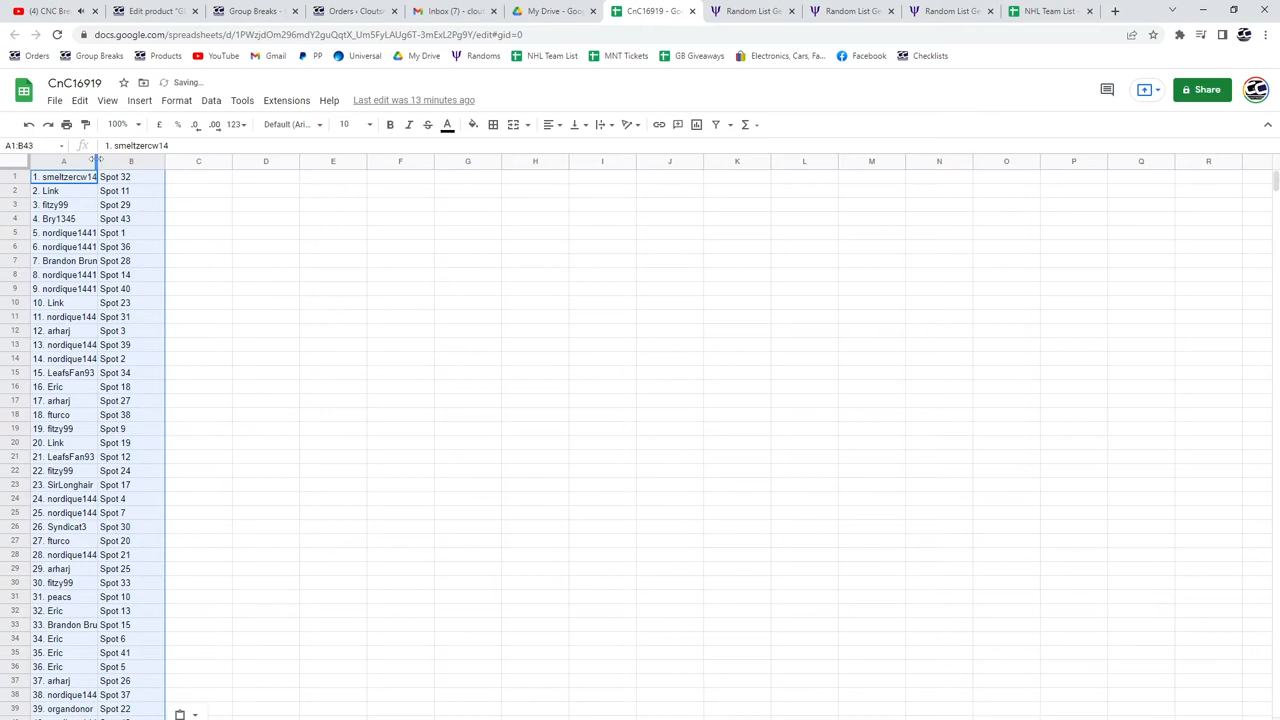 (4) CNC Bre
Edit product "Gl
Group Breaks -
Orders ‹ Clouts
Inbox (7) - clout
My Drive - Goog
CnC16919 - Goo
Random List Ge
Random List Ge
Random List Ge
NHL Team List -
docs.google.com/spreadsheets/d/1PWzjdOm296mdY2guQqtX_Um5FyLAUg6T-3mExL2Pg9Y/edit#gid=0
Orders
Group Breaks
Products
YouTube
Gmail
PP
Universal
My Drive
Randoms
NHL Team List
MNT Tickets
GB Giveaways
Electronics, Cars, Fa...
Facebook
Checklists
CnC16919
Saving...
File Edit View Insert Format Data Tools Extensions Help Last edit was 13 minutes ago
Share
100% £ % .0 .00 123 Default (Ari... 10
A1:B43 fx 1. smeltzercw14
A B C D E F G H I J K L M N O P Q R
1 1. smeltzercw14 Spot 32
2 2. Link Spot 11
3 3. fitzy99 Spot 29
4 4. Bry1345 Spot 43
5 5. nordique1441 Spot 1
6 6. nordique1441 Spot 36
7 7. Brandon Brun Spot 28
8 8. nordique1441 Spot 14
9 9. nordique1441 Spot 40
10 10. Link Spot 23
11 11. nordique144 Spot 31
12 12. arharj Spot 3
13 13. nordique144 Spot 39
14 14. nordique144 Spot 2
15 15. LeafsFan93 Spot 34
16 16. Eric Spot 18
17 17. arharj Spot 27
18 18. fturco Spot 38
19 19. fitzy99 Spot 9
20 20. Link Spot 19
21 21. LeafsFan93 Spot 12
22 22. fitzy99 Spot 24
23 23. SirLonghair Spot 17
24 24. nordique144 Spot 4
25 25. nordique144 Spot 7
26 26. Syndicat3 Spot 30
27 27. fturco Spot 20
28 28. nordique144 Spot 21
29 29. arharj Spot 25
30 30. fitzy99 Spot 33
31 31. peacs Spot 10
32 32. Eric Spot 13
33 33. Brandon Bru Spot 15
34 34. Eric Spot 6
35 35. Eric Spot 41
36 36. Eric Spot 5
37 37. arharj Spot 26
38 38. nordique144 Spot 37
39 39. organdonor Spot 22